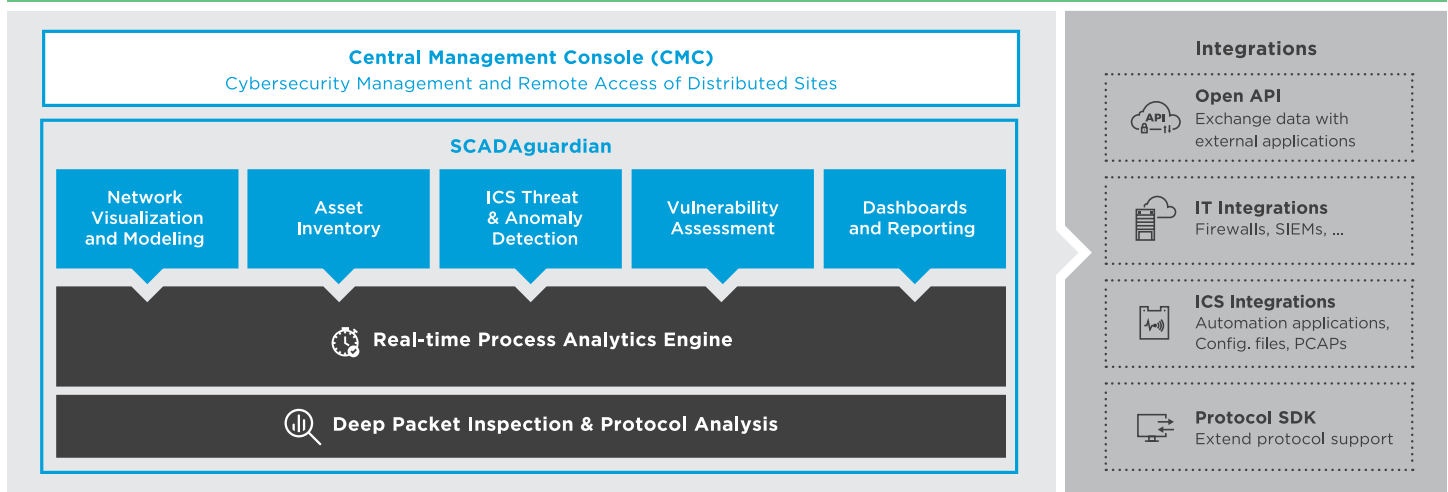 Central Management Console (CMC)
Cybersecurity Management and Remote Access of Distributed Sites
SCADAguardian
Network
Visualization
and Modeling
Asset
Inventory
ICS Threat
& Anomaly
Detection
Vulnerability
Assessment
Dashboards
and Reporting
Real-time Process Analytics Engine
Deep Packet Inspection & Protocol Analysis
Integrations
API
Open API
Exchange data with
external applications
IT Integrations
Firewalls, SIEMs, ...
ICS Integrations
Automation applications,
Config. files, PCAPs
Protocol SDK
Extend protocol support